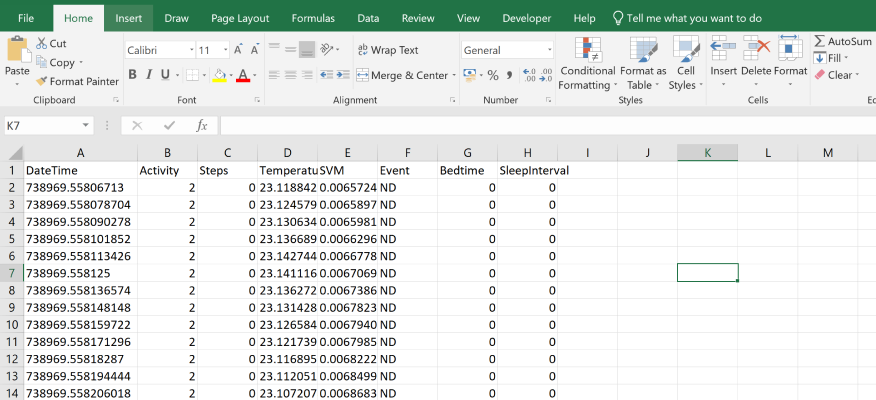 File Home Insert Draw Page Layout Formulas Data Review View Developer Help Tell me what you want to do
Cut
Copy
Format Painter
Paste
Clipboard
Calibri 11 A A
B I U A
Font
ab Wrap Text
Merge & Center
Alignment
General
% , .00 .00
Number
Conditional Formatting
Format as Table
Cell Styles
Styles
Insert Delete Format
Cells
AutoSum
Fill
Clear
K7 fx
A B C D E F G H I J K L M
1 DateTime Activity Steps Temperatu SVM Event Bedtime SleepInterval
2 738969.55806713 2 0 23.118842 0.0065724 ND 0 0
3 738969.558078704 2 0 23.124579 0.0065897 ND 0 0
4 738969.558090278 2 0 23.130634 0.0065981 ND 0 0
5 738969.558101852 2 0 23.136689 0.0066296 ND 0 0
6 738969.558113426 2 0 23.142744 0.0066778 ND 0 0
7 738969.558125 2 0 23.141116 0.0067069 ND 0 0
8 738969.558136574 2 0 23.136272 0.0067386 ND 0 0
9 738969.558148148 2 0 23.131428 0.0067823 ND 0 0
10 738969.558159722 2 0 23.126584 0.0067940 ND 0 0
11 738969.558171296 2 0 23.121739 0.0067985 ND 0 0
12 738969.55818287 2 0 23.116895 0.0068222 ND 0 0
13 738969.558194444 2 0 23.112051 0.0068499 ND 0 0
14 738969.558206018 2 0 23.107207 0.0068683 ND 0 0